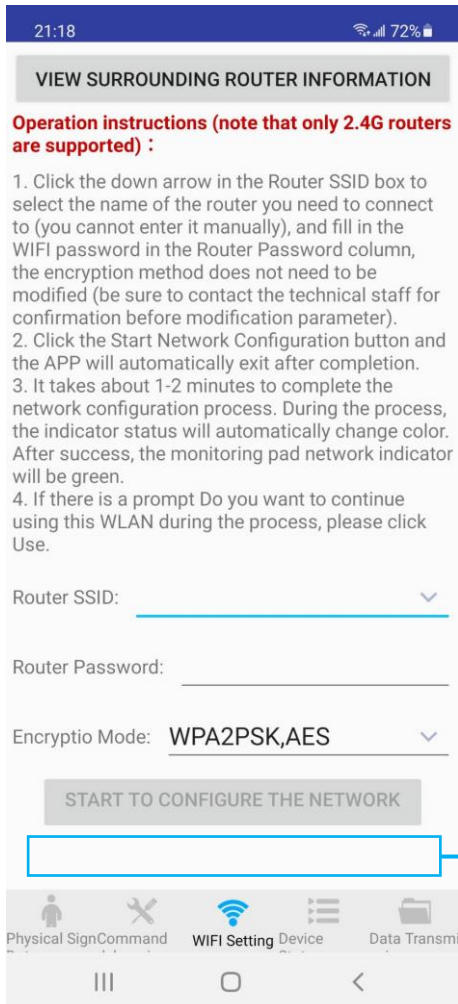 21:18
72%
VIEW SURROUNDING ROUTER INFORMATION
Operation instructions (note that only 2.4G routers
are supported)：
1. Click the down arrow in the Router SSID box to
select the name of the router you need to connect
to (you cannot enter it manually), and fill in the
WIFI password in the Router Password column,
the encryption method does not need to be
modified (be sure to contact the technical staff for
confirmation before modification parameter).
2. Click the Start Network Configuration button and
the APP will automatically exit after completion.
3. It takes about 1-2 minutes to complete the
network configuration process. During the process,
the indicator status will automatically change color.
After success, the monitoring pad network indicator
will be green.
4. If there is a prompt Do you want to continue
using this WLAN during the process, please click
Use.
Router SSID:
Router Password:
Encryptio Mode: WPA2PSK,AES
START TO CONFIGURE THE NETWORK
Physical Sign Command WIFI Setting Device Data Transmi